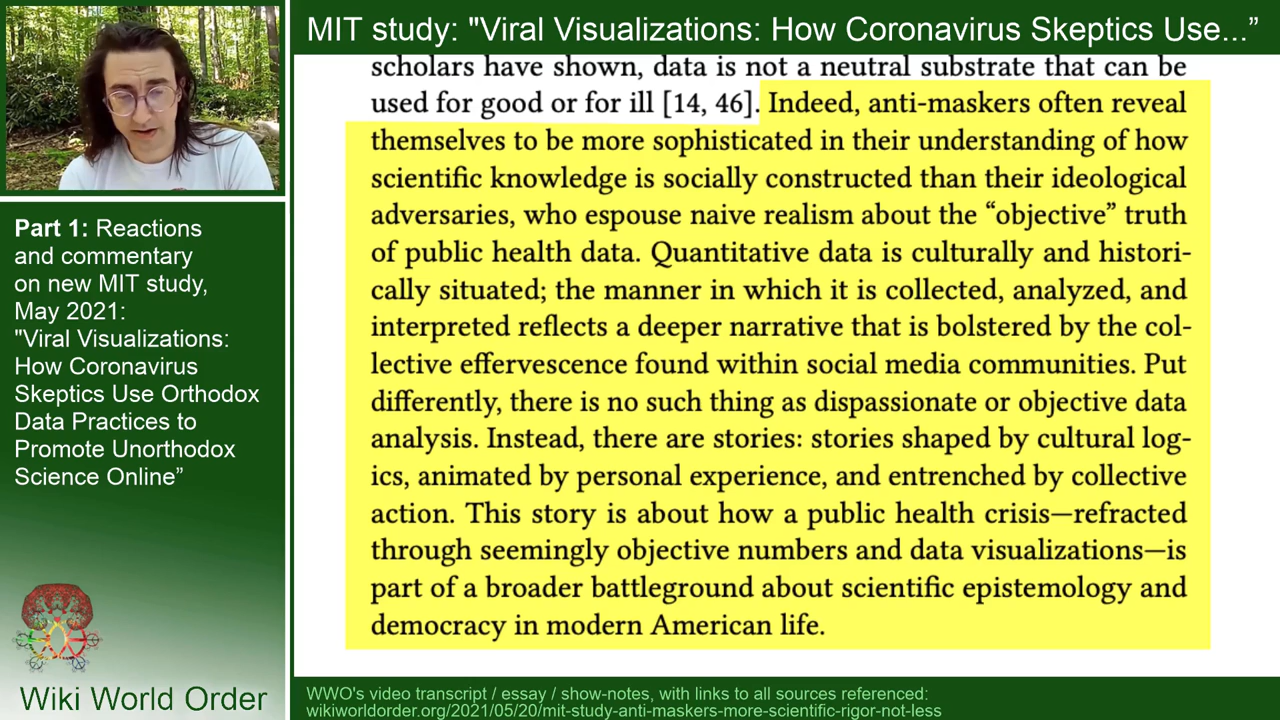 MIT study: "Viral Visualizations: How Coronavirus Skeptics Use...”
scholars have shown, data is not a neutral substrate that can be
used for good or for ill [14, 46]. Indeed, anti-maskers often reveal
themselves to be more sophisticated in their understanding of how
scientific knowledge is socially constructed than their ideological
adversaries, who espouse naive realism about the “objective” truth
of public health data. Quantitative data is culturally and histori-
cally situated; the manner in which it is collected, analyzed, and
interpreted reflects a deeper narrative that is bolstered by the col-
lective effervescence found within social media communities. Put
differently, there is no such thing as dispassionate or objective data
analysis. Instead, there are stories: stories shaped by cultural log-
ics, animated by personal experience, and entrenched by collective
action. This story is about how a public health crisis—refracted
through seemingly objective numbers and data visualizations—is
part of a broader battleground about scientific epistemology and
democracy in modern American life.
Part 1: Reactions
and commentary
on new MIT study,
May 2021:
"Viral Visualizations:
How Coronavirus
Skeptics Use Orthodox
Data Practices to
Promote Unorthodox
Science Online”
Wiki World Order
WWO's video transcript / essay / show-notes, with links to all sources referenced:
wikiworldorder.org/2021/05/20/mit-study-anti-maskers-more-scientific-rigor-not-less